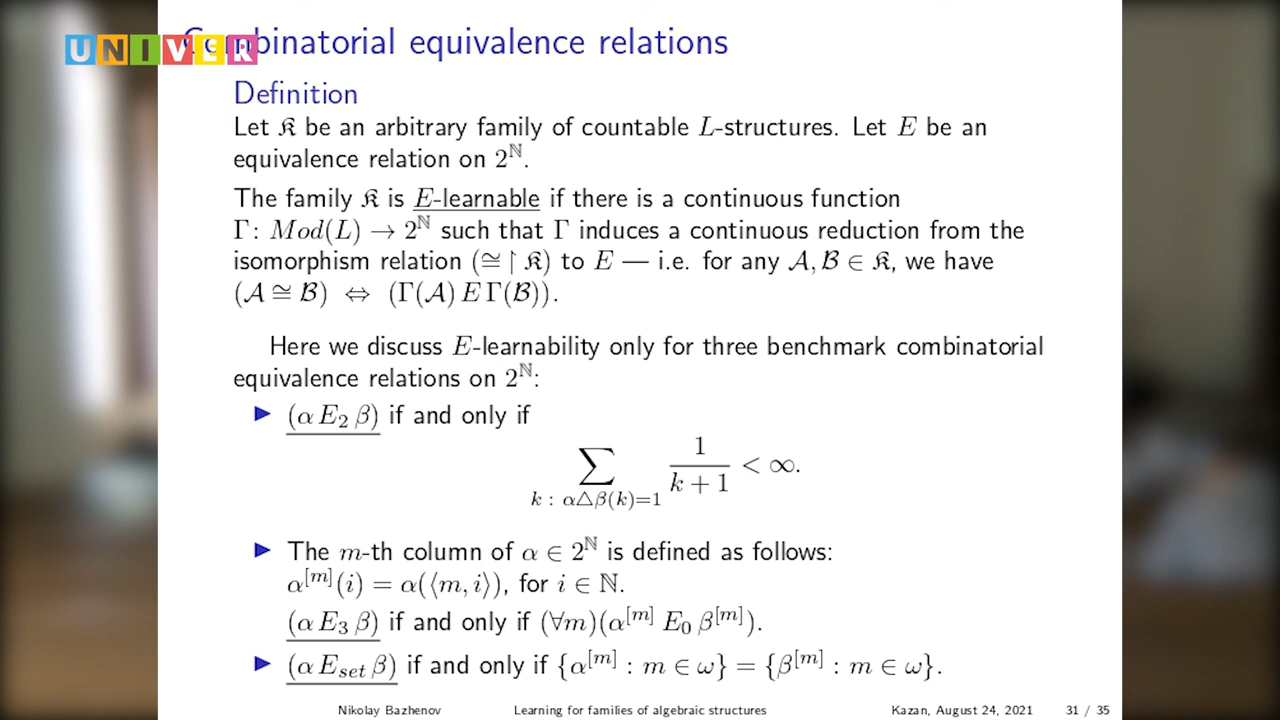 UNIVER
Combinatorial equivalence relations
Definition
Let 𝔎 be an arbitrary family of countable L-structures. Let E be an
equivalence relation on 2^ℕ.
The family 𝔎 is E-learnable if there is a continuous function
Γ: Mod(L) → 2^ℕ such that Γ induces a continuous reduction from the
isomorphism relation (≅↾𝔎) to E — i.e. for any 𝒜, ℬ ∈ 𝔎, we have
(𝒜 ≅ ℬ) ⇔ (Γ(𝒜) E Γ(ℬ)).
Here we discuss E-learnability only for three benchmark combinatorial
equivalence relations on 2^ℕ:
▶ (α E_2 β) if and only if
∑_{k : α△β(k)=1} 1/(k + 1) < ∞.
▶ The m-th column of α ∈ 2^ℕ is defined as follows:
α^[m](i) = α(⟨m, i⟩), for i ∈ ℕ.
(α E_3 β) if and only if (∀m)(α^[m] E_0 β^[m]).
▶ (α E_set β) if and only if {α^[m] : m ∈ ω} = {β^[m] : m ∈ ω}.
Nikolay Bazhenov Learning for families of algebraic structures Kazan, August 24, 2021 31 / 35